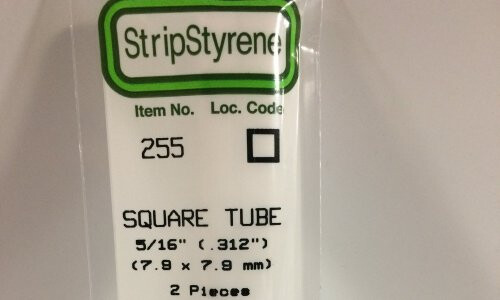 StripStyrene
Item No. Loc. Code
255
SQUARE TUBE
5/16" (.312")
(7.9 x 7.9 mm)
2 Pieces